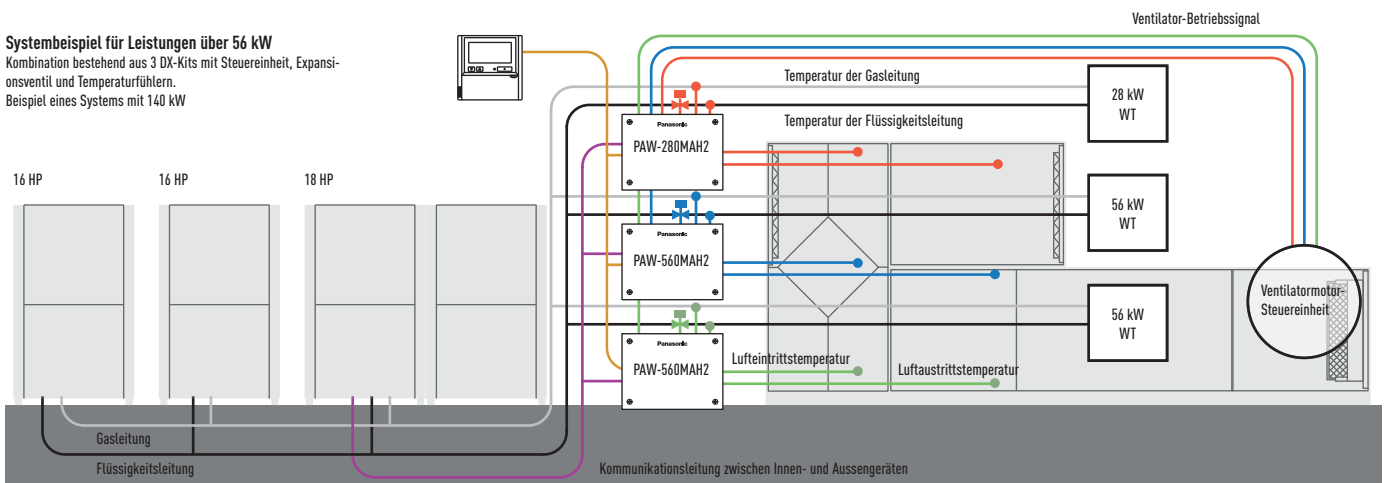 Systembeispiel für Leistungen über 56 kW
Kombination bestehend aus 3 DX-Kits mit Steuereinheit, Expansi-
onsventil und Temperaturfühlern.
Beispiel eines Systems mit 140 kW
Ventilator-Betriebssignal
Temperatur der Gasleitung
28 kW
WT
Panasonic
PAW-280MAH2
Temperatur der Flüssigkeitsleitung
16 HP
16 HP
18 HP
56 kW
WT
Panasonic
PAW-560MAH2
Ventilatormotor-
Steuereinheit
56 kW
WT
Panasonic
PAW-560MAH2
Lufteintrittstemperatur
Luftaustrittstemperatur
Gasleitung
Flüssigkeitsleitung
Kommunikationsleitung zwischen Innen- und Aussengeräten